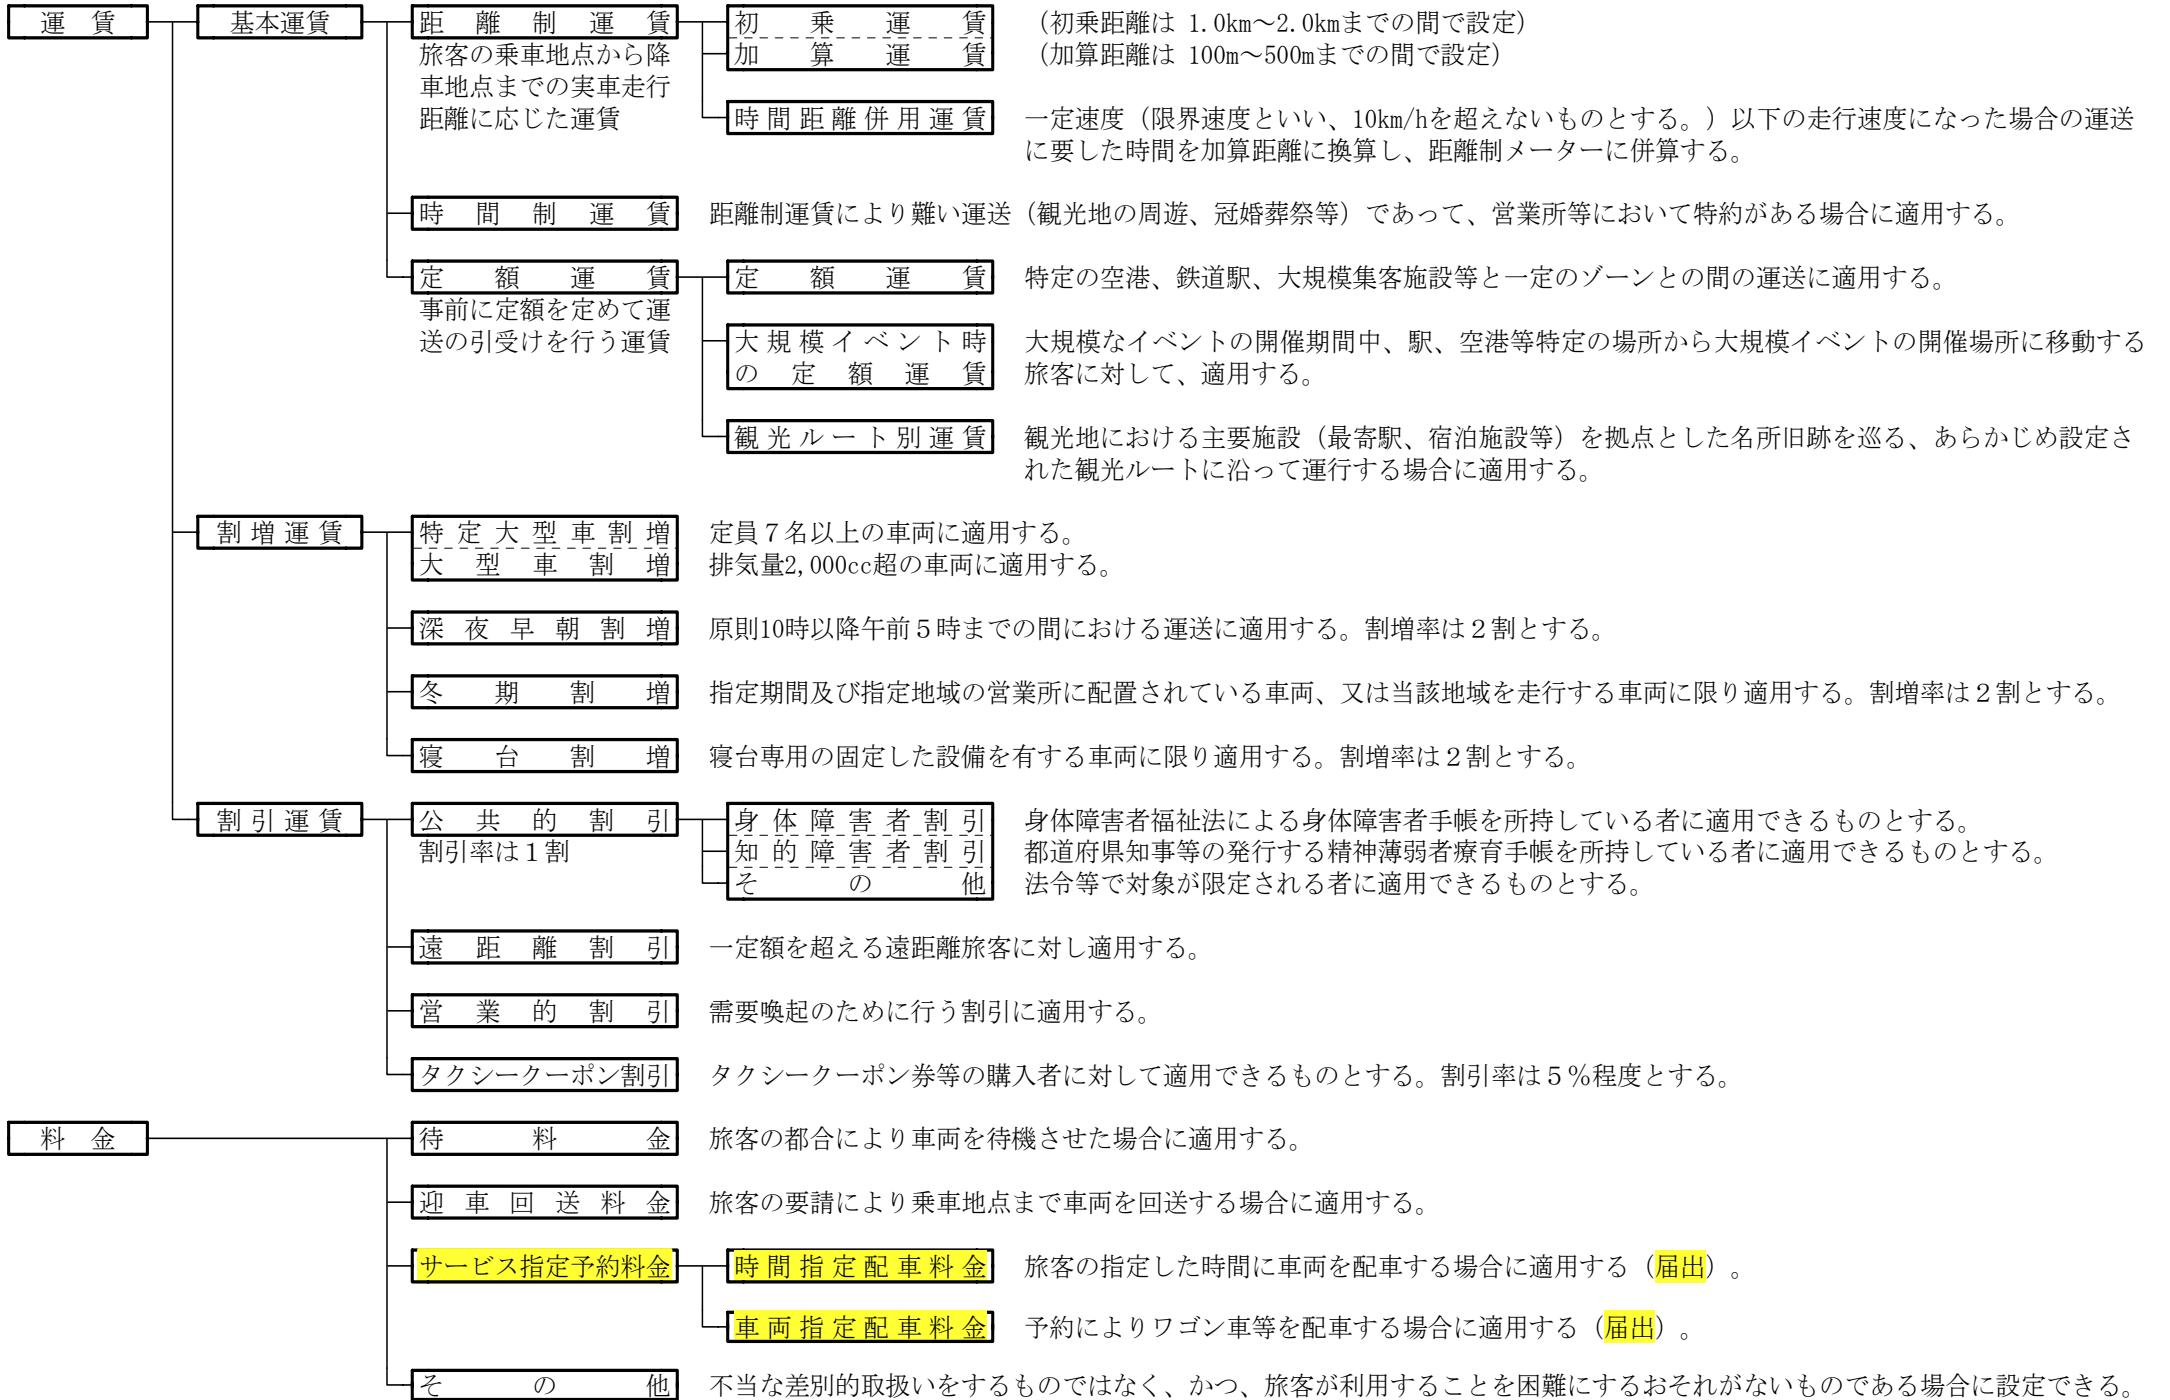 運賃 基本運賃 距離制運賃 初乗運賃 （初乗距離は 1.0km～2.0kmまでの間で設定）
旅客の乗車地点から降 加算運賃 （加算距離は 100m～500mまでの間で設定）
車地点までの実車走行
距離に応じた運賃 時間距離併用運賃 一定速度（限界速度といい、10km/hを超えないものとする。）以下の走行速度になった場合の運送
に要した時間を加算距離に換算し、距離制メーターに併算する。
時間制運賃 距離制運賃により難い運送（観光地の周遊、冠婚葬祭等）であって、営業所等において特約がある場合に適用する。
定額運賃 定額運賃 特定の空港、鉄道駅、大規模集客施設等と一定のゾーンとの間の運送に適用する。
事前に定額を定めて運
送の引受けを行う運賃 大規模イベント時 大規模なイベントの開催期間中、駅、空港等特定の場所から大規模イベントの開催場所に移動する
の定額運賃 旅客に対して、適用する。
観光ルート別運賃 観光地における主要施設（最寄駅、宿泊施設等）を拠点とした名所旧跡を巡る、あらかじめ設定さ
れた観光ルートに沿って運行する場合に適用する。
割増運賃 特定大型車割増 定員７名以上の車両に適用する。
大型車割増 排気量2,000cc超の車両に適用する。
深夜早朝割増 原則10時以降午前５時までの間における運送に適用する。割増率は２割とする。
冬期割増 指定期間及び指定地域の営業所に配置されている車両、又は当該地域を走行する車両に限り適用する。割増率は２割とする。
寝台割増 寝台専用の固定した設備を有する車両に限り適用する。割増率は２割とする。
割引運賃 公共的割引 身体障害者割引 身体障害者福祉法による身体障害者手帳を所持している者に適用できるものとする。
割引率は１割 知的障害者割引 都道府県知事等の発行する精神薄弱者療育手帳を所持している者に適用できるものとする。
その他 法令等で対象が限定される者に適用できるものとする。
遠距離割引 一定額を超える遠距離旅客に対し適用する。
営業的割引 需要喚起のために行う割引に適用する。
タクシークーポン割引 タクシークーポン券等の購入者に対して適用できるものとする。割引率は５％程度とする。
料金 待料金 旅客の都合により車両を待機させた場合に適用する。
迎車回送料金 旅客の要請により乗車地点まで車両を回送する場合に適用する。
サービス指定予約料金 時間指定配車料金 旅客の指定した時間に車両を配車する場合に適用する（届出）。
車両指定配車料金 予約によりワゴン車等を配車する場合に適用する（届出）。
その他 不当な差別的取扱いをするものではなく、かつ、旅客が利用することを困難にするおそれがないものである場合に設定できる。